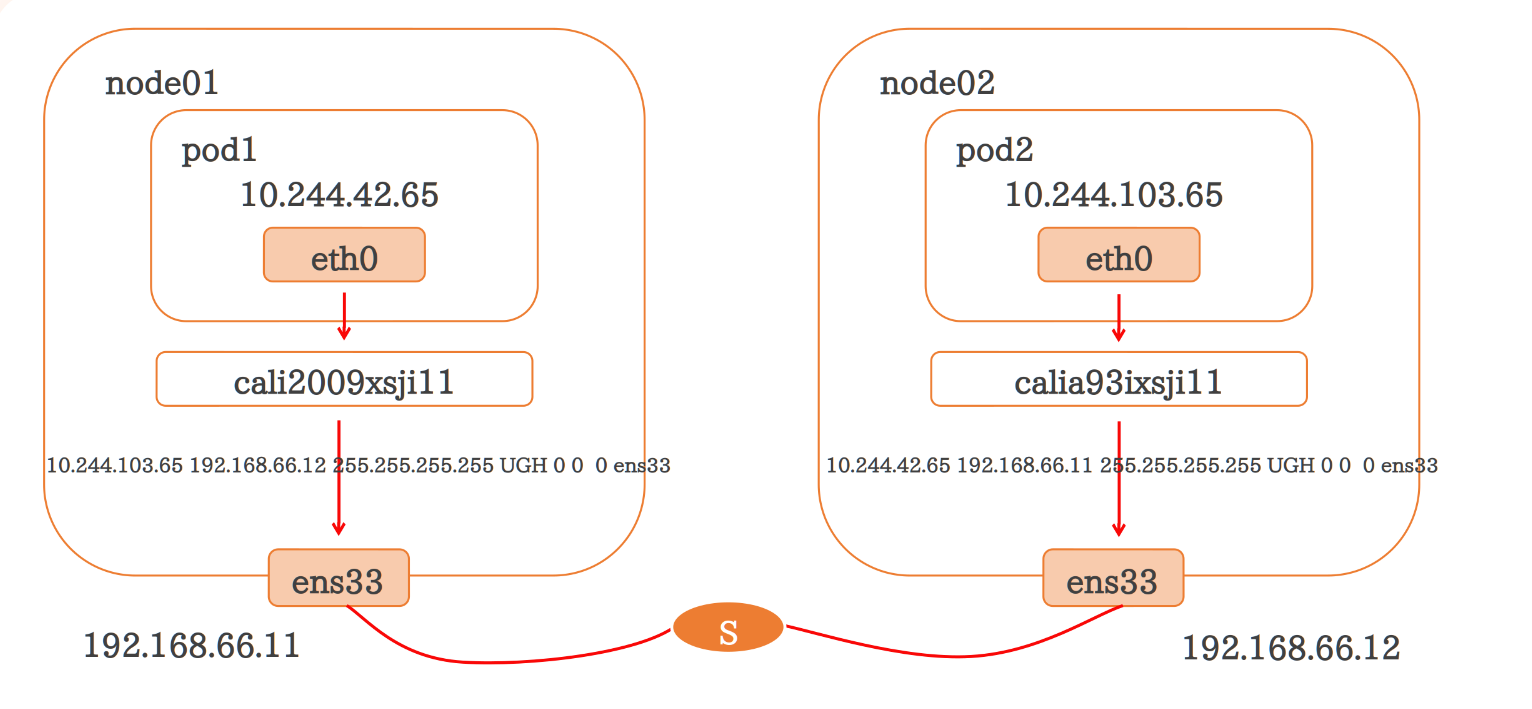 node01
pod1
10.244.42.65
eth0
cali2009xsji11
10.244.103.65 192.168.66.12 255.255.255.255 UGH 0 0  0 ens33
ens33
192.168.66.11
node02
pod2
10.244.103.65
eth0
calia93ixsji11
10.244.42.65 192.168.66.11 255.255.255.255 UGH 0 0  0 ens33
ens33
192.168.66.12
S